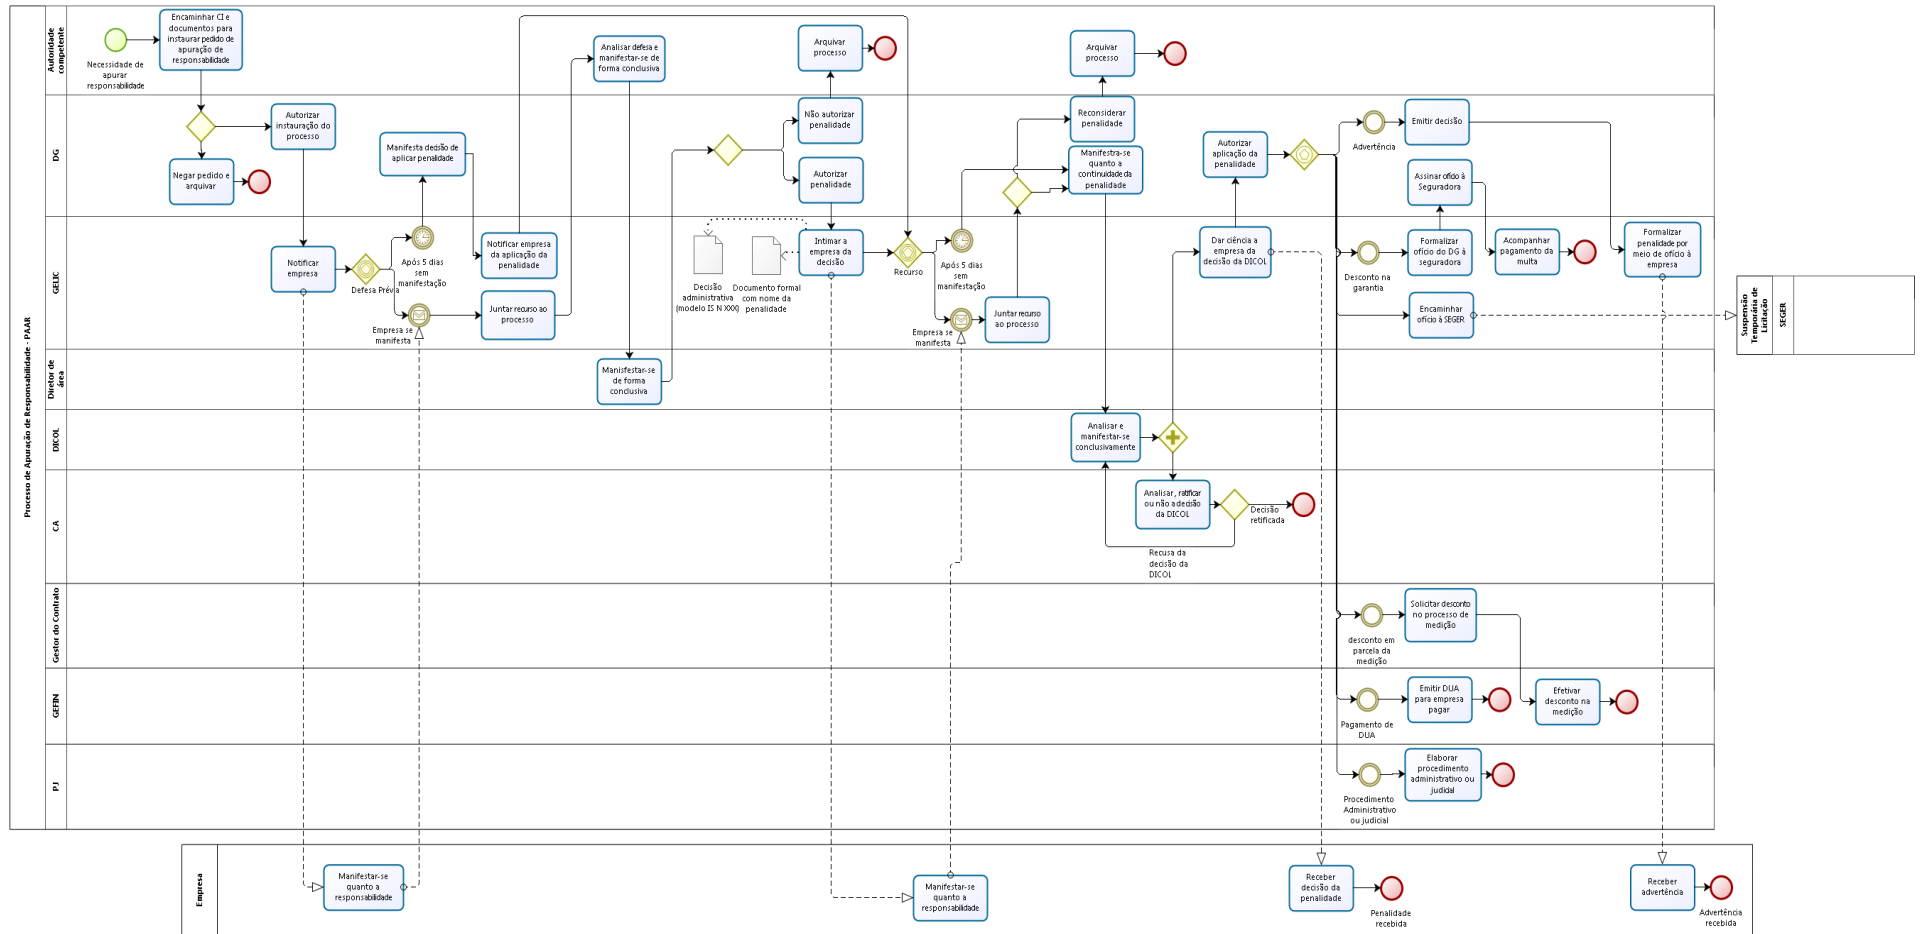 Processo de Apuração de Responsabilidade - PAAR
Autoridade
competente
Necessidade de
apurar
responsabilidade
Encaminhar CI e
documentos para
instaurar pedido de
apuração de
responsabilidade
Analisar defesa e
manifestar-se de
forma conclusiva
Arquivar
processo
Arquivar
processo
DG
Autorizar
instauração do
processo
Negar pedido e
arquivar
Manifesta decisão de
aplicar penalidade
Não autorizar
penalidade
Autorizar
penalidade
Reconsiderar
penalidade
Manifestra-se
quanto a
continuidade da
penalidade
Autorizar
aplicação da
penalidade
Advertência
Emitir decisão
Assinar ofício à
Seguradora
GELIC
Notificar
empresa
Defesa Prévia
Após 5 dias
sem
manifestação
Empresa se
manifesta
Notificar empresa
da aplicação da
penalidade
Juntar recurso ao
processo
Decisão
administrativa
(modelo IS N XXX)
Documento formal
com nome da
penalidade
Intimar a
empresa da
decisão
Recurso
Após 5 dias
sem
manifestação
Empresa se
manifesta
Juntar recurso
ao processo
Dar ciência a
empresa da
decisão da DICOL
Desconto na
garantia
Formalizar
ofício do DG à
seguradora
Acompanhar
pagamento da
multa
Formalizar
penalidade por
meio de ofício à
empresa
Encaminhar
ofício à SEGER
Suspensão
Temporária de
Licitação
SEGER
Diretor de
área
Manisfestar-se
de forma
conclusiva
DICOL
Analisar e
manifestar-se
conclusivamente
CA
Analisar, ratificar
ou não a decisão
da DICOL
Decisão
retificada
Recusa da
decisão da
DICOL
Gestor do Contrato
desconto em
parcela da
medição
Solicitar desconto
no processo de
medição
GEFIN
Pagamento de
DUA
Emitir DUA
para empresa
pagar
Efetivar
desconto na
medição
PJ
Procedimento
Administrativo
ou judicial
Elaborar
procedimento
administrativo ou
judicial
Empresa
Manifestar-se
quanto a
responsabilidade
Manifestar-se
quanto a
responsabilidade
Receber
decisão da
penalidade
Penalidade
recebida
Receber
advertência
Advertência
recebida